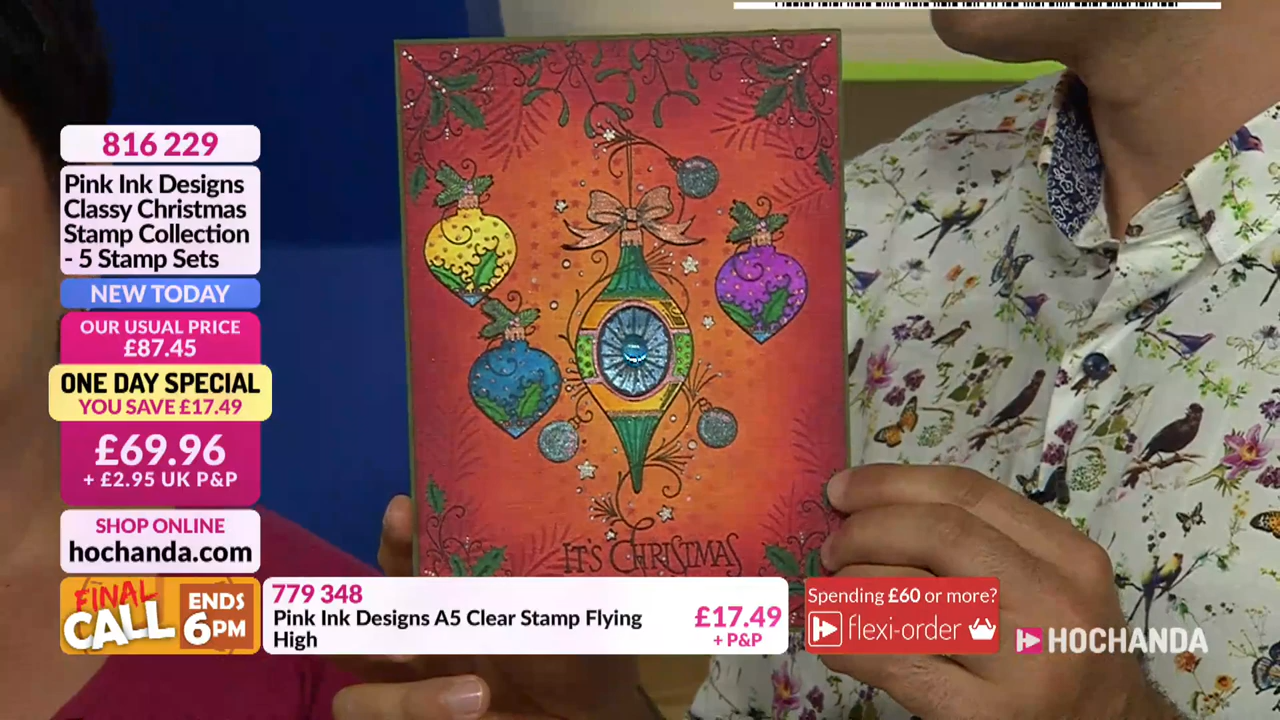 816 229
Pink Ink Designs
Classy Christmas
Stamp Collection
- 5 Stamp Sets
NEW TODAY
OUR USUAL PRICE
£87.45
ONE DAY SPECIAL
YOU SAVE £17.49
£69.96
+ £2.95 UK P&P
SHOP ONLINE
hochanda.com
FINAL
CALL
ENDS
6PM
779 348
Pink Ink Designs A5 Clear Stamp Flying
High
£17.49
+ P&P
Spending £60 or more?
flexi-order
HOCHANDA
IT'S CHRISTMAS